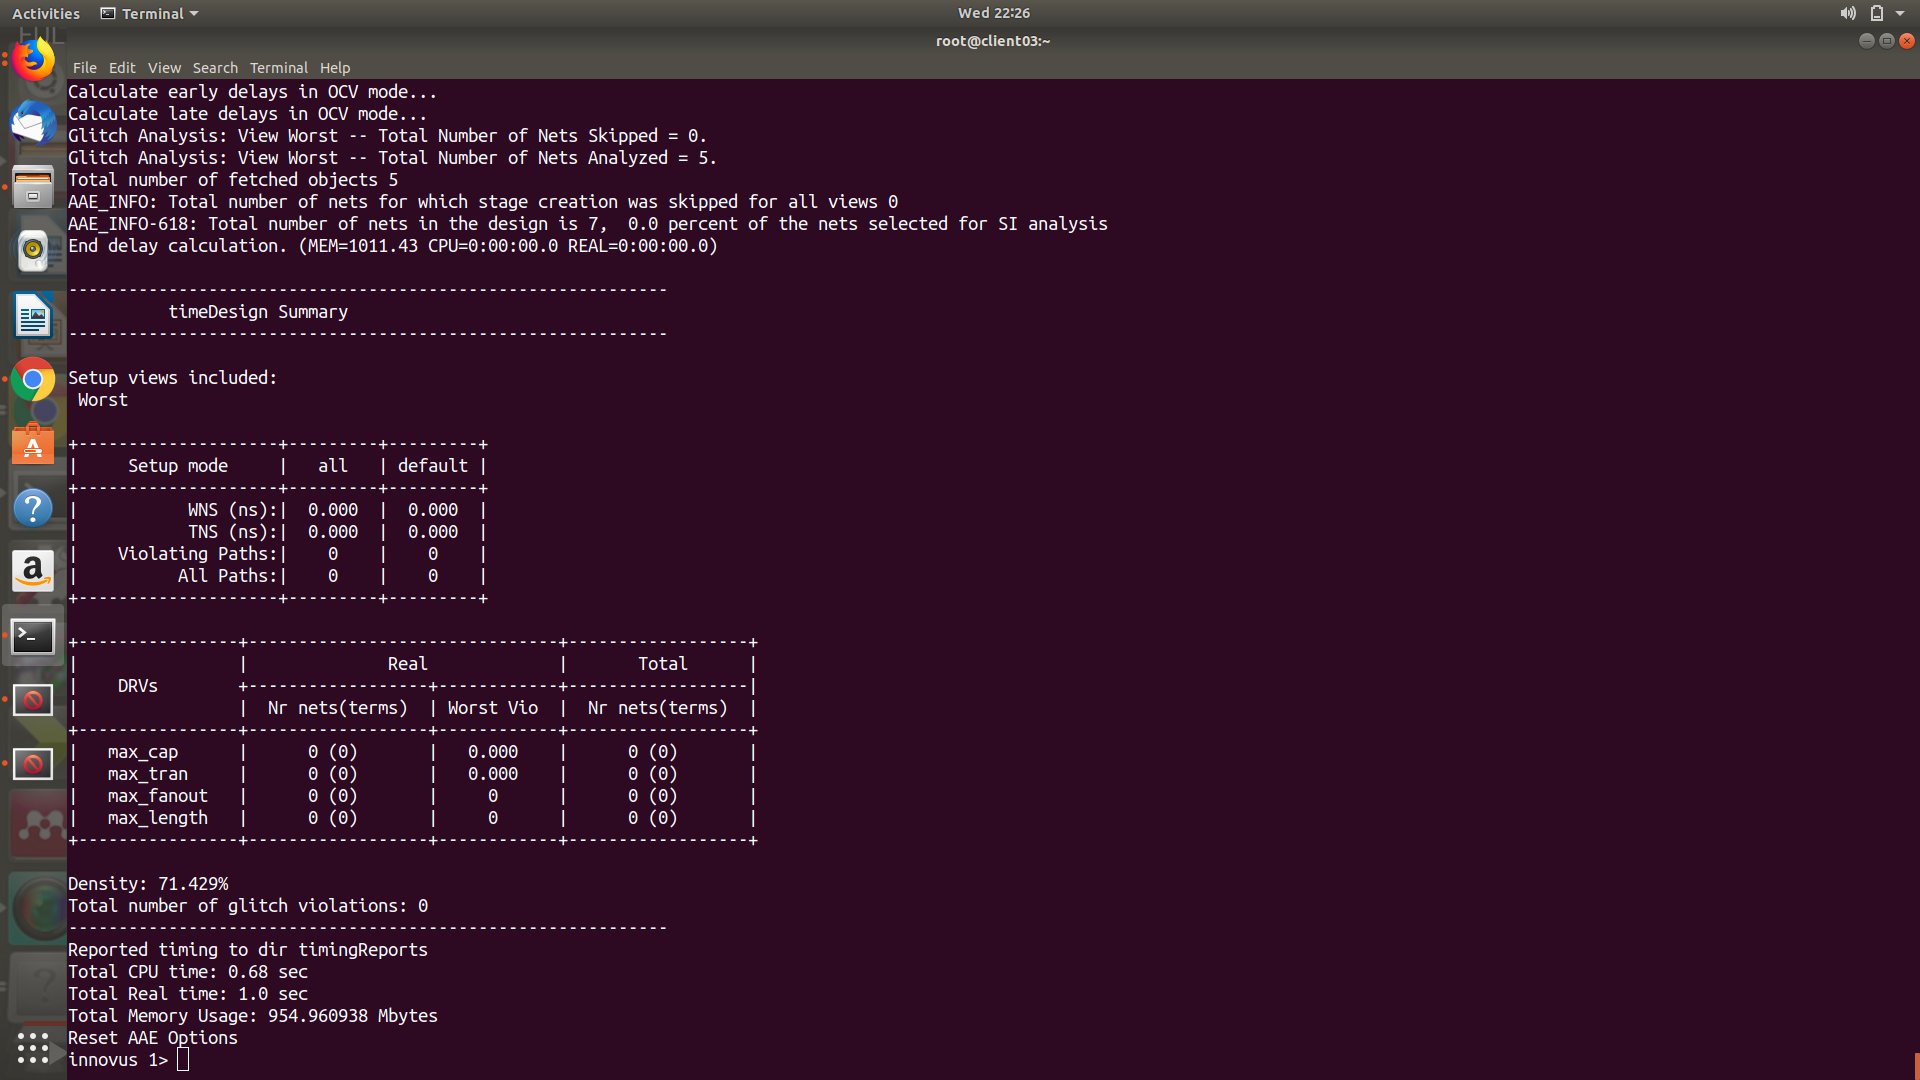 Activities Terminal Wed 22:26
root@client03:~
File Edit View Search Terminal Help
Calculate early delays in OCV mode...
Calculate late delays in OCV mode...
Glitch Analysis: View Worst -- Total Number of Nets Skipped = 0.
Glitch Analysis: View Worst -- Total Number of Nets Analyzed = 5.
Total number of fetched objects 5
AAE_INFO: Total number of nets for which stage creation was skipped for all views 0
AAE_INFO-618: Total number of nets in the design is 7,  0.0 percent of the nets selected for SI analysis
End delay calculation. (MEM=1011.43 CPU=0:00:00.0 REAL=0:00:00.0)
------------------------------------------------------------
          timeDesign Summary
------------------------------------------------------------
Setup views included:
 Worst
+--------------------+---------+---------+
|     Setup mode     |   all   | default |
+--------------------+---------+---------+
|           WNS (ns):|  0.000  |  0.000  |
|           TNS (ns):|  0.000  |  0.000  |
|    Violating Paths:|    0    |    0    |
|          All Paths:|    0    |    0    |
+--------------------+---------+---------+
+----------------+-------------------------------+------------------+
|                |              Real             |       Total      |
|    DRVs        +------------------+------------+------------------|
|                |  Nr nets(terms)  | Worst Vio  |  Nr nets(terms)  |
+----------------+------------------+------------+------------------+
|   max_cap      |      0 (0)       |   0.000    |      0 (0)       |
|   max_tran     |      0 (0)       |   0.000    |      0 (0)       |
|   max_fanout   |      0 (0)       |     0      |      0 (0)       |
|   max_length   |      0 (0)       |     0      |      0 (0)       |
+----------------+------------------+------------+------------------+
Density: 71.429%
Total number of glitch violations: 0
------------------------------------------------------------
Reported timing to dir timingReports
Total CPU time: 0.68 sec
Total Real time: 1.0 sec
Total Memory Usage: 954.960938 Mbytes
Reset AAE Options
innovus 1>